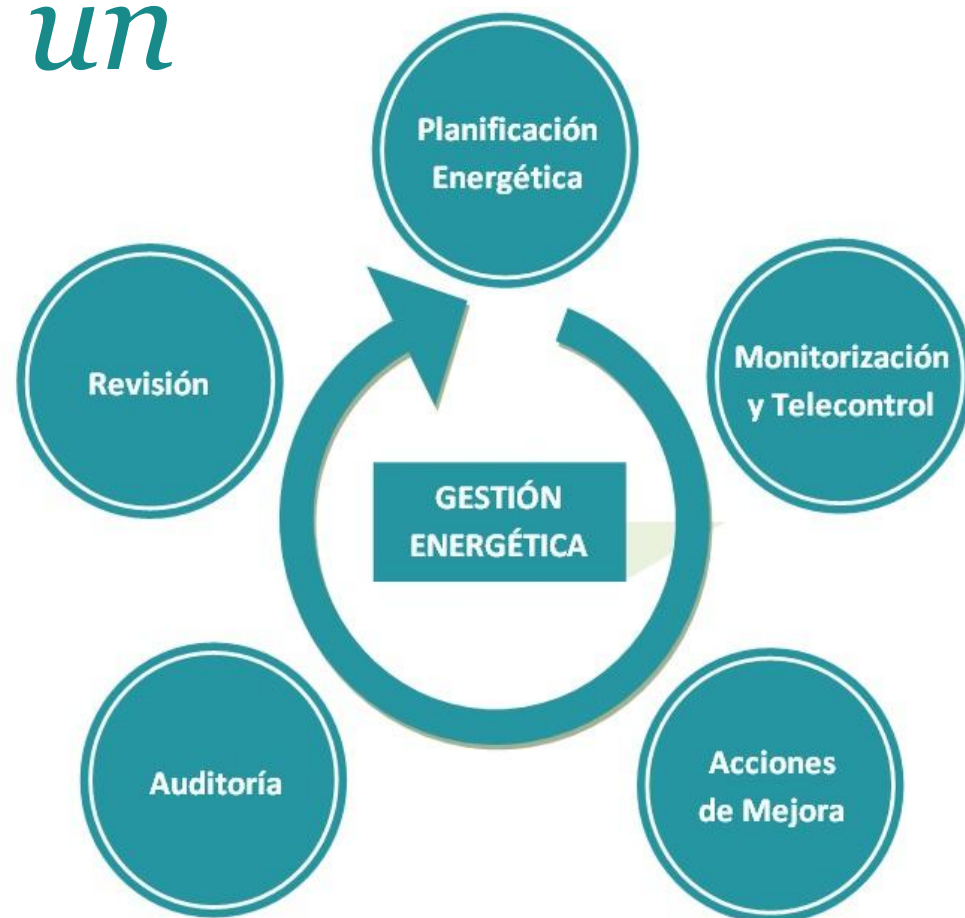 un
Planificación
Energética
Monitorización
y Telecontrol
Acciones
de Mejora
Auditoría
Revisión
GESTIÓN
ENERGÉTICA